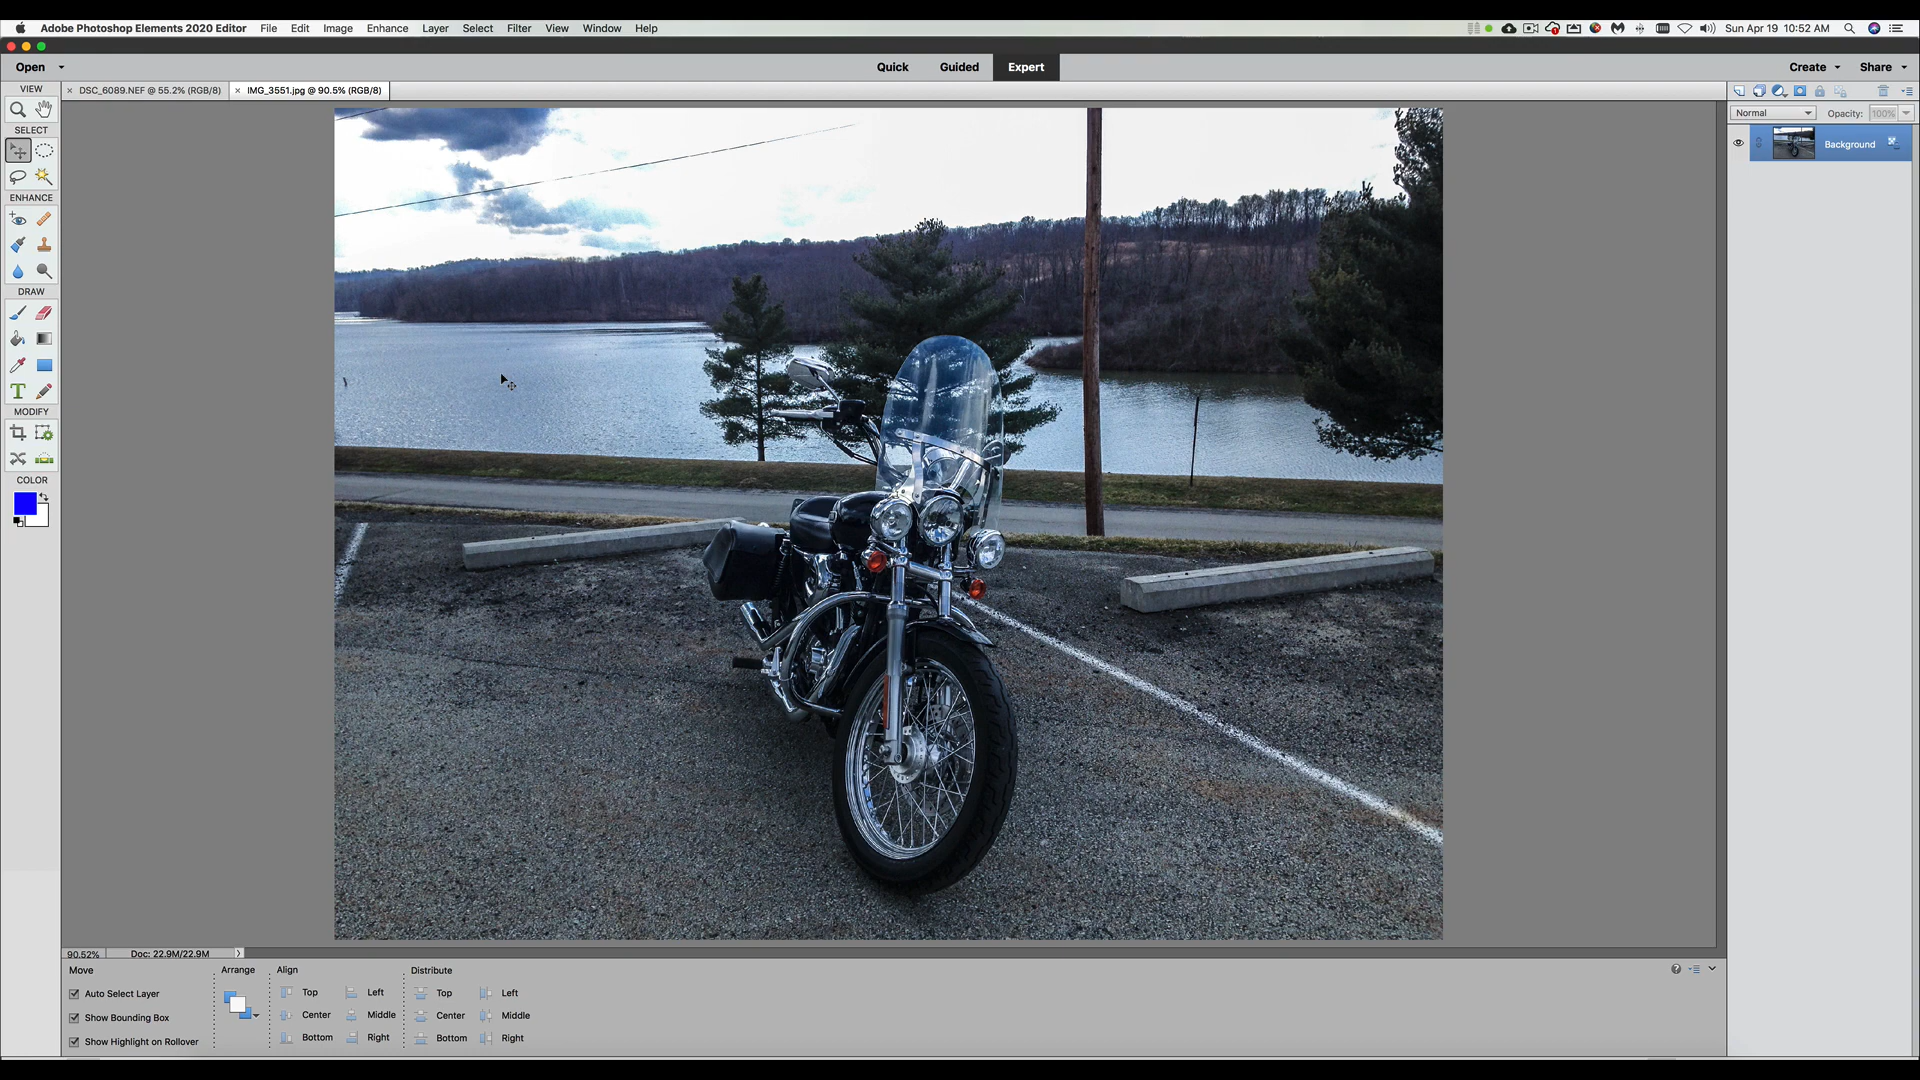 Adobe Photoshop Elements 2020 Editor File Edit Image Enhance Layer Select Filter View Window Help Sun Apr 19 10:52 AM
Open Quick Guided Expert Create Share
× DSC_6089.NEF @ 55.2% (RGB/8) × IMG_3551.jpg @ 90.5% (RGB/8)
VIEW
Normal Opacity: 100%
SELECT
Background
ENHANCE
DRAW
MODIFY
COLOR
90.52% Doc: 22.9M/22.9M
Move Arrange Align Distribute
Auto Select Layer Top Left Top Left
Show Bounding Box Center Middle Center Middle
Show Highlight on Rollover Bottom Right Bottom Right